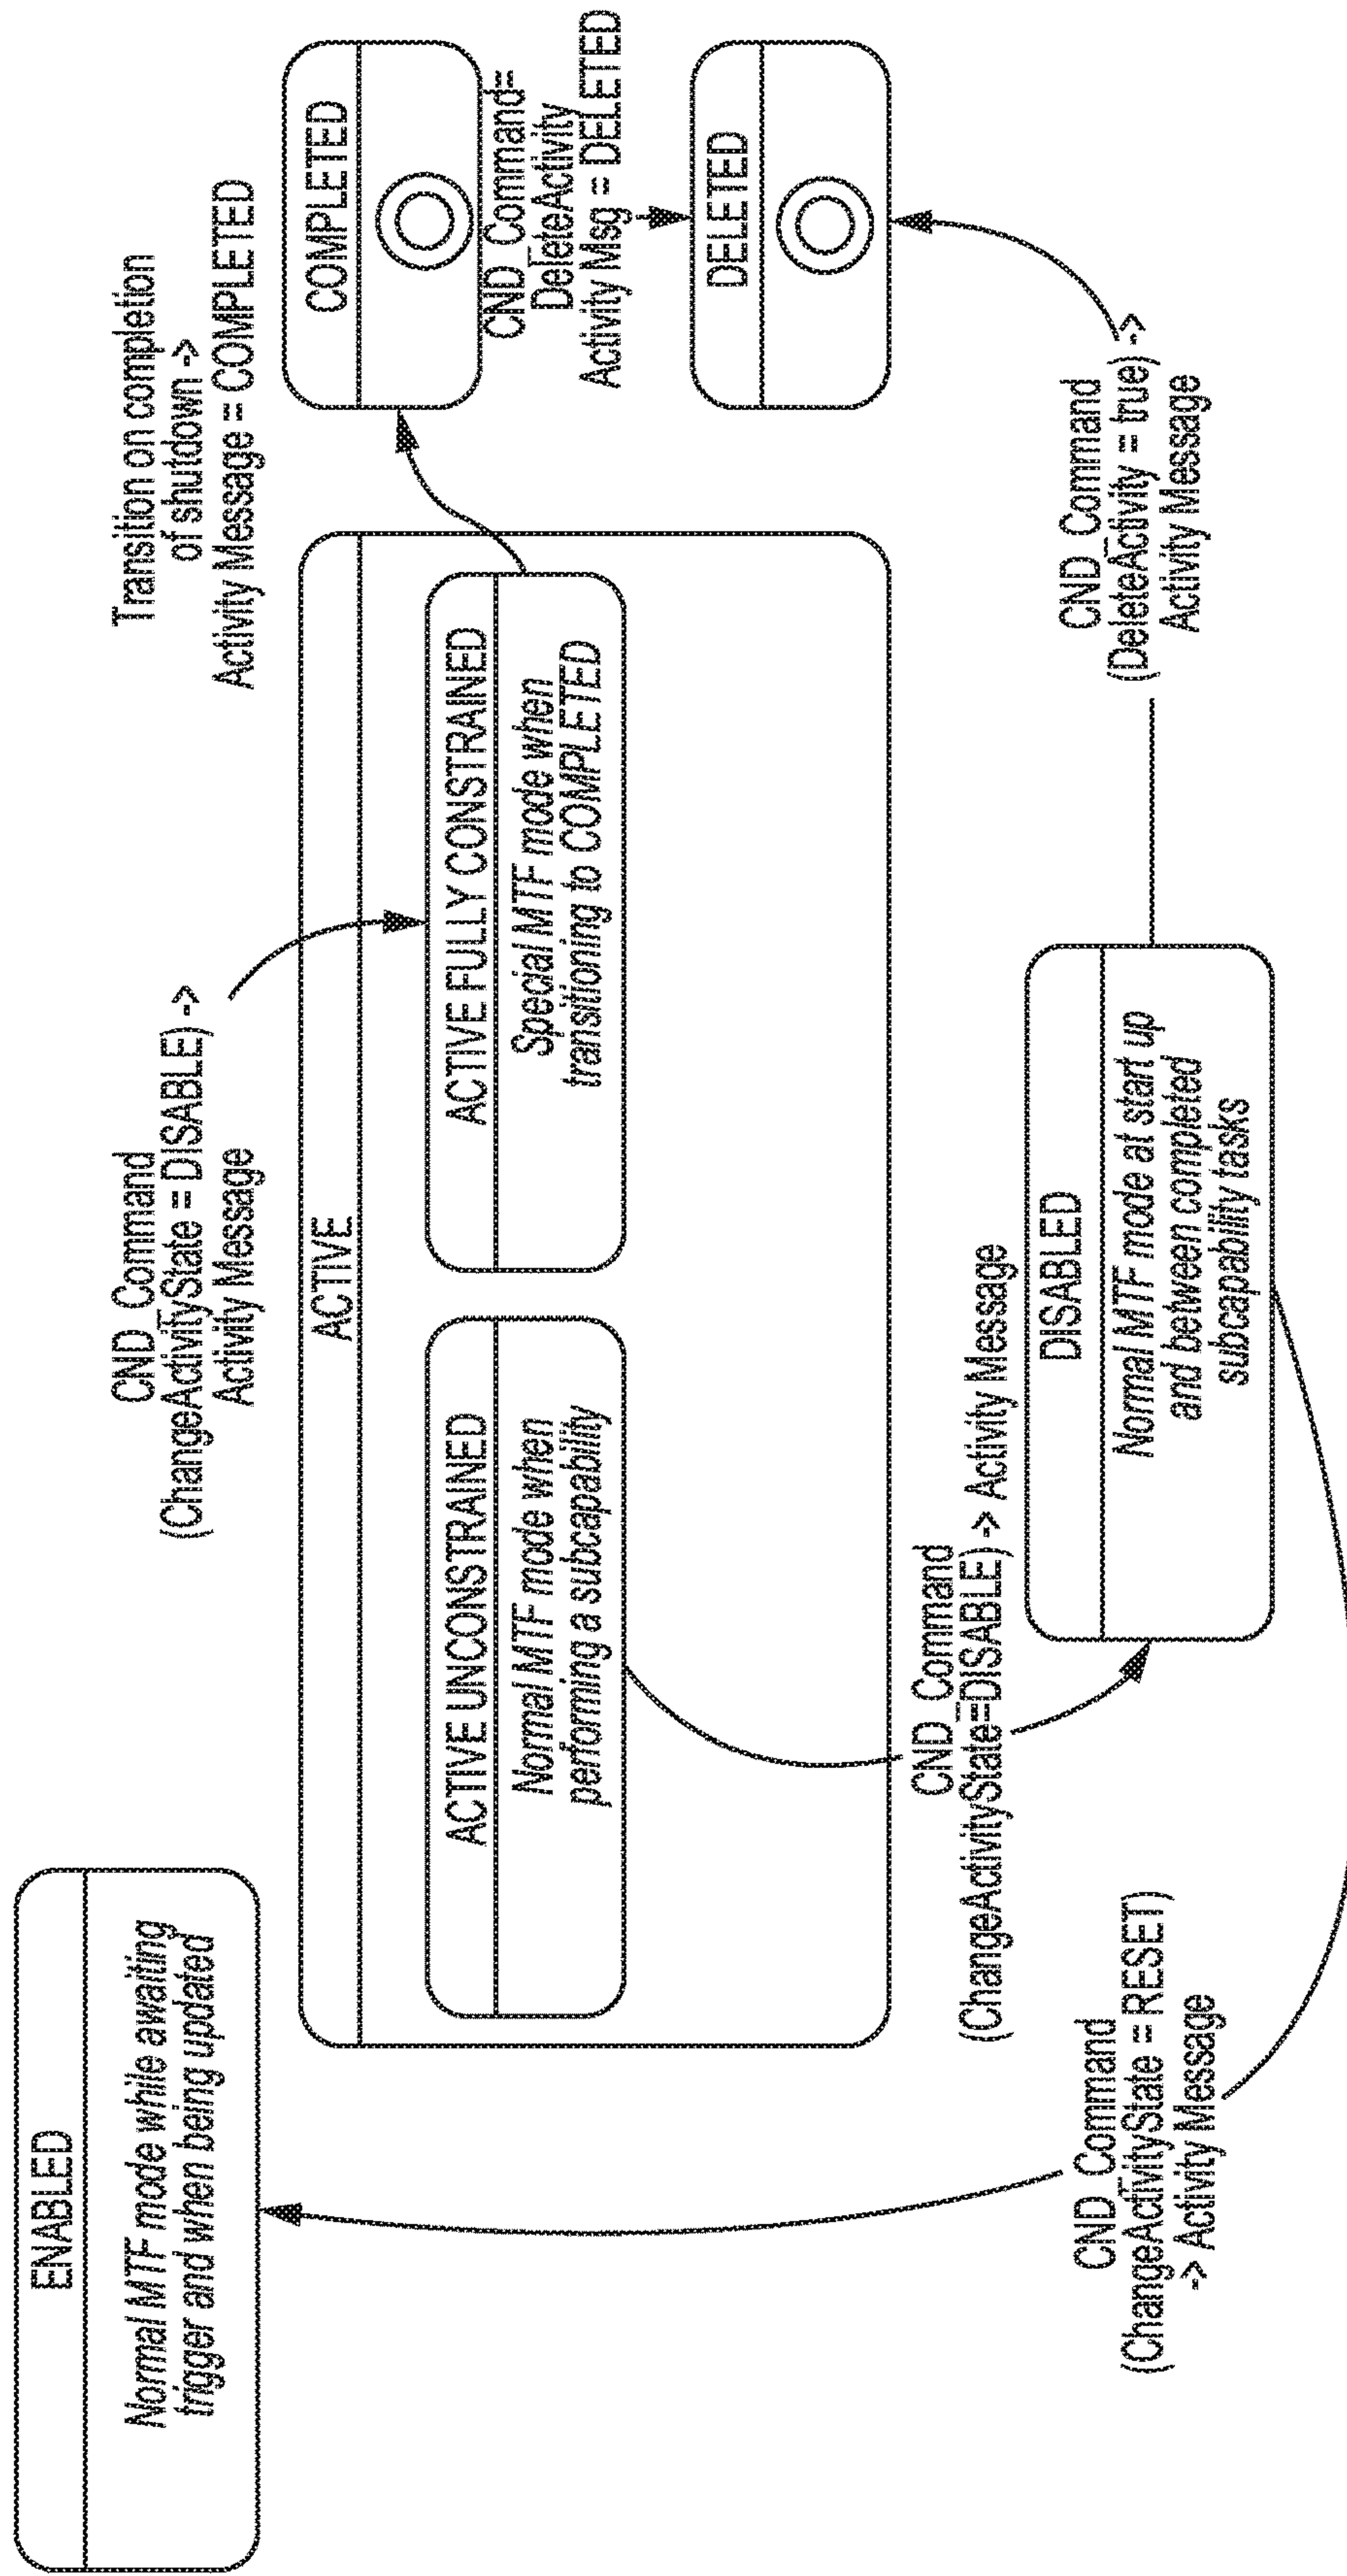 ENABLED
Normal MTF mode while awaiting
trigger and when being updated
CND_Command
(ChangeActivityState = DISABLE) ->
Activity Message
Transition on completion
of shutdown ->
Activity Message = COMPLETED
ACTIVE
ACTIVE UNCONSTRAINED
Normal MTF mode when
performing a subcapability
ACTIVE FULLY CONSTRAINED
Special MTF mode when
transitioning to COMPLETED
COMPLETED
CND_Command=
DeleteActivity
Activity Msg = DELETED
DELETED
CND_Command
(ChangeActivityState=DISABLE) -> Activity Message
DISABLED
Normal MTF mode at start up
and between completed
subcapability tasks
CND_Command
(ChangeActivityState = RESET)
-> Activity Message
CND_Command
(DeleteActivity = true) ->
Activity Message